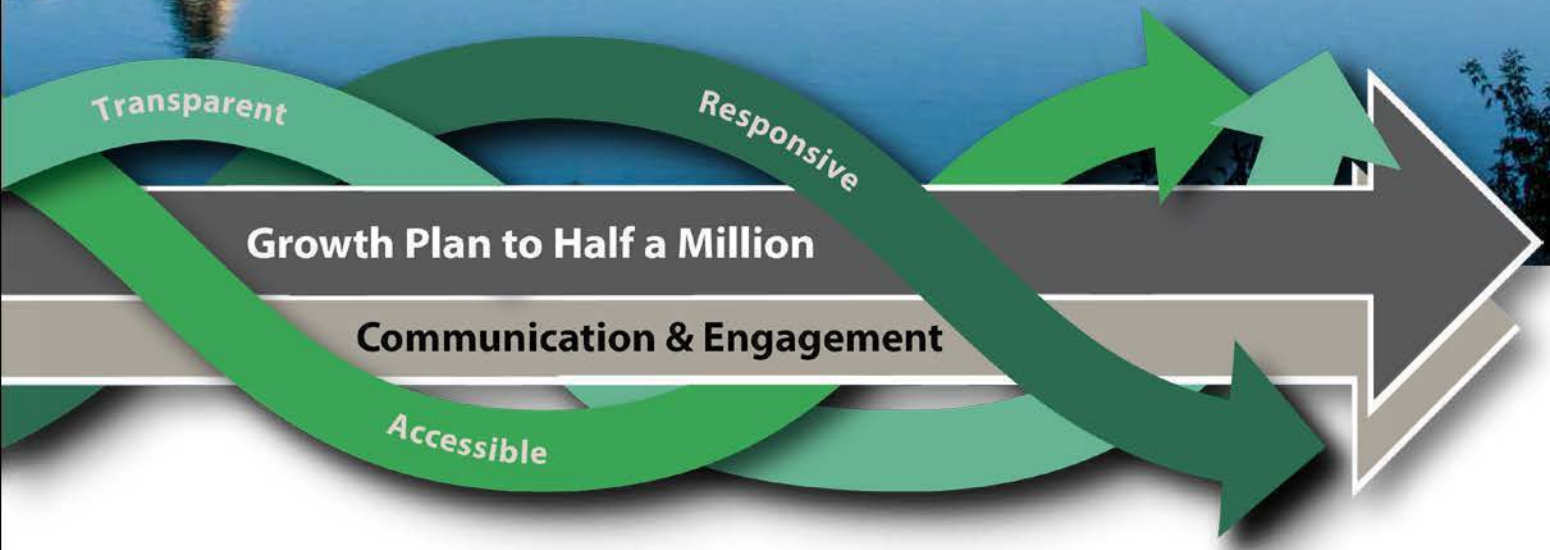 Transparent
Responsive
Growth Plan to Half a Million
Communication & Engagement
Accessible